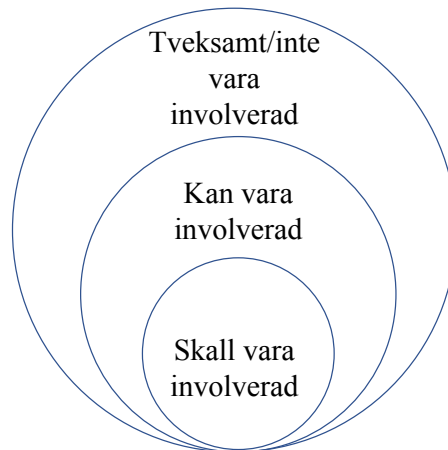 Tveksamt/inte
vara
involverad
Kan vara
involverad
Skall vara
involverad